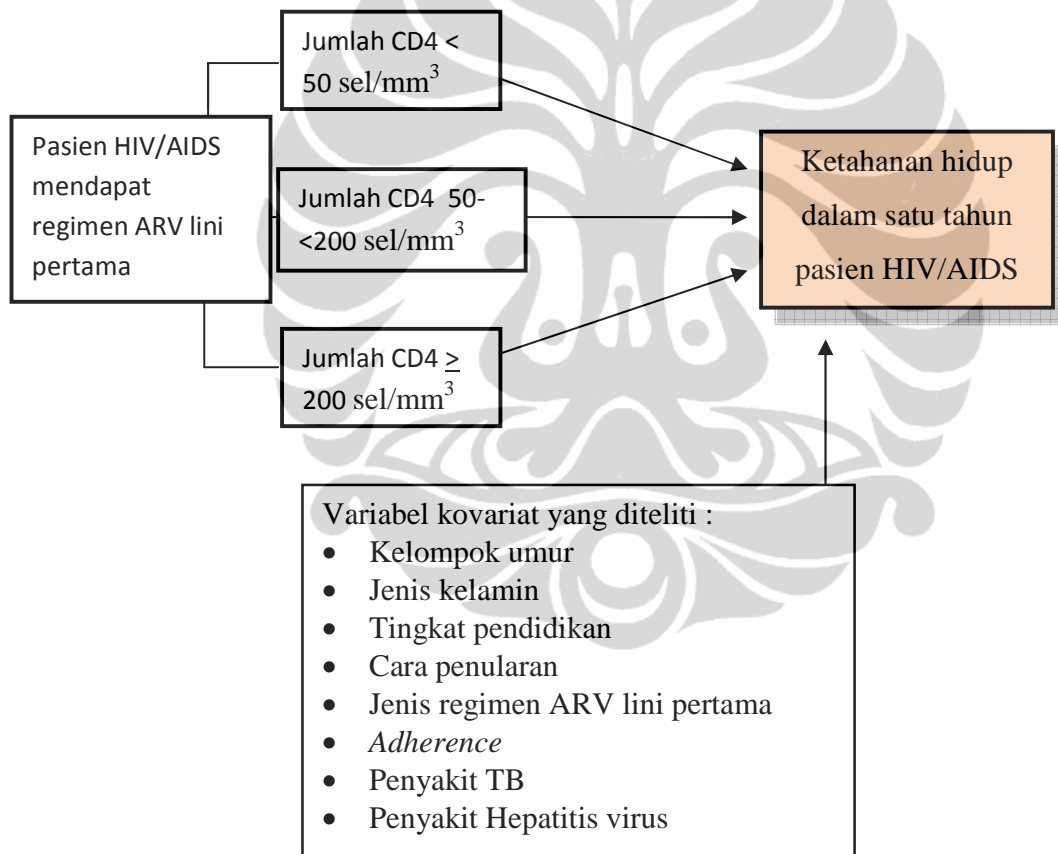 Jumlah CD4 <
50 sel/mm³
Pasien HIV/AIDS
mendapat
regimen ARV lini
pertama
Jumlah CD4  50-
<200 sel/mm³
Jumlah CD4 ≥
200 sel/mm³
Ketahanan hidup
dalam satu tahun
pasien HIV/AIDS
Variabel kovariat yang diteliti :
• Kelompok umur
• Jenis kelamin
• Tingkat pendidikan
• Cara penularan
• Jenis regimen ARV lini pertama
• Adherence
• Penyakit TB
• Penyakit Hepatitis virus